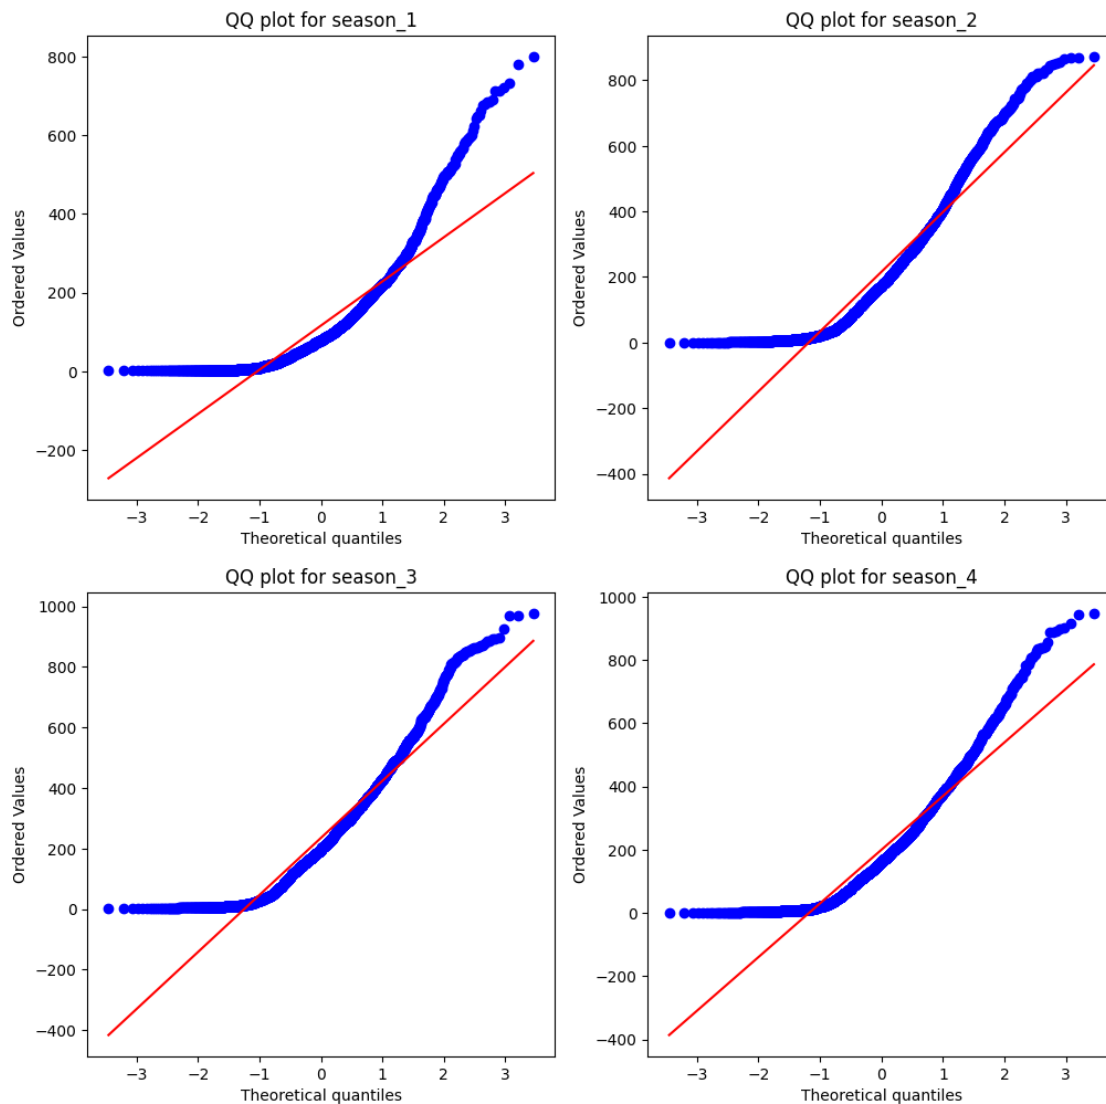 QQ plot for season_1
800
600
400
200
0
−200
Ordered Values
−3 −2 −1 0 1 2 3
Theoretical quantiles
QQ plot for season_2
800
600
400
200
0
−200
−400
Ordered Values
−3 −2 −1 0 1 2 3
Theoretical quantiles
QQ plot for season_3
1000
800
600
400
200
0
−200
−400
Ordered Values
−3 −2 −1 0 1 2 3
Theoretical quantiles
QQ plot for season_4
1000
800
600
400
200
0
−200
−400
Ordered Values
−3 −2 −1 0 1 2 3
Theoretical quantiles